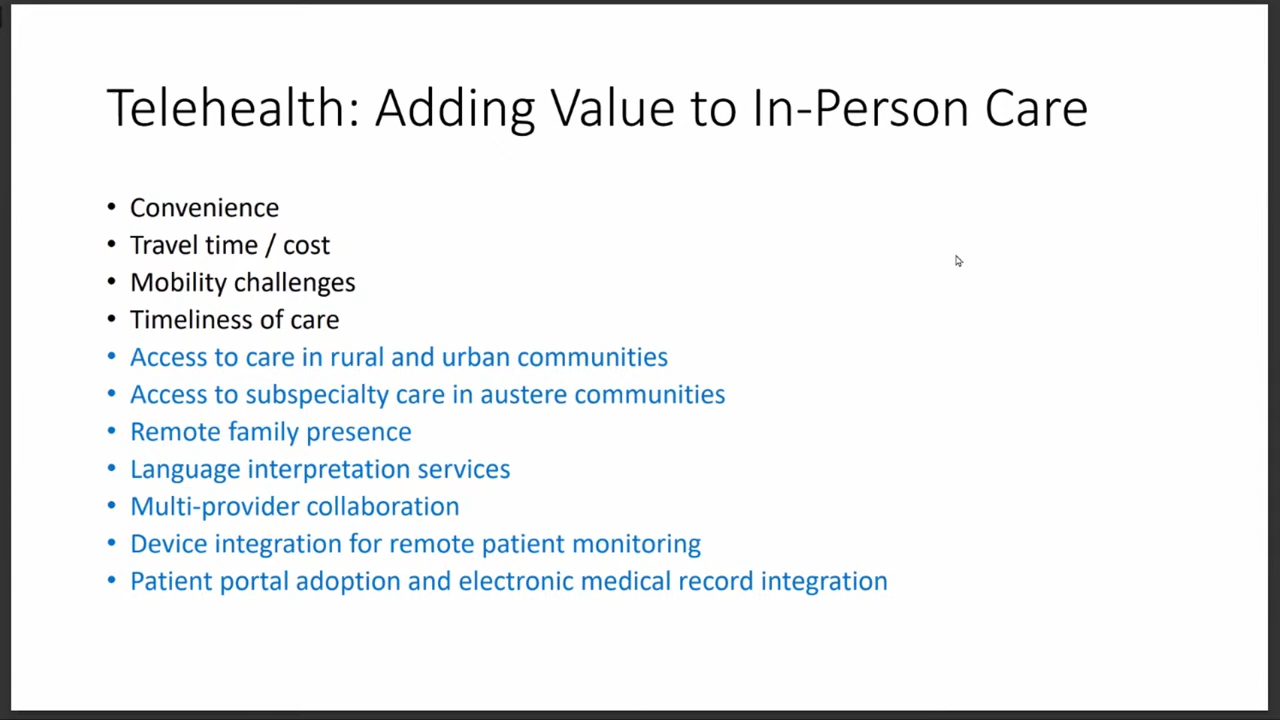 Telehealth: Adding Value to In-Person Care
• Convenience
• Travel time / cost
• Mobility challenges
• Timeliness of care
• Access to care in rural and urban communities
• Access to subspecialty care in austere communities
• Remote family presence
• Language interpretation services
• Multi-provider collaboration
• Device integration for remote patient monitoring
• Patient portal adoption and electronic medical record integration